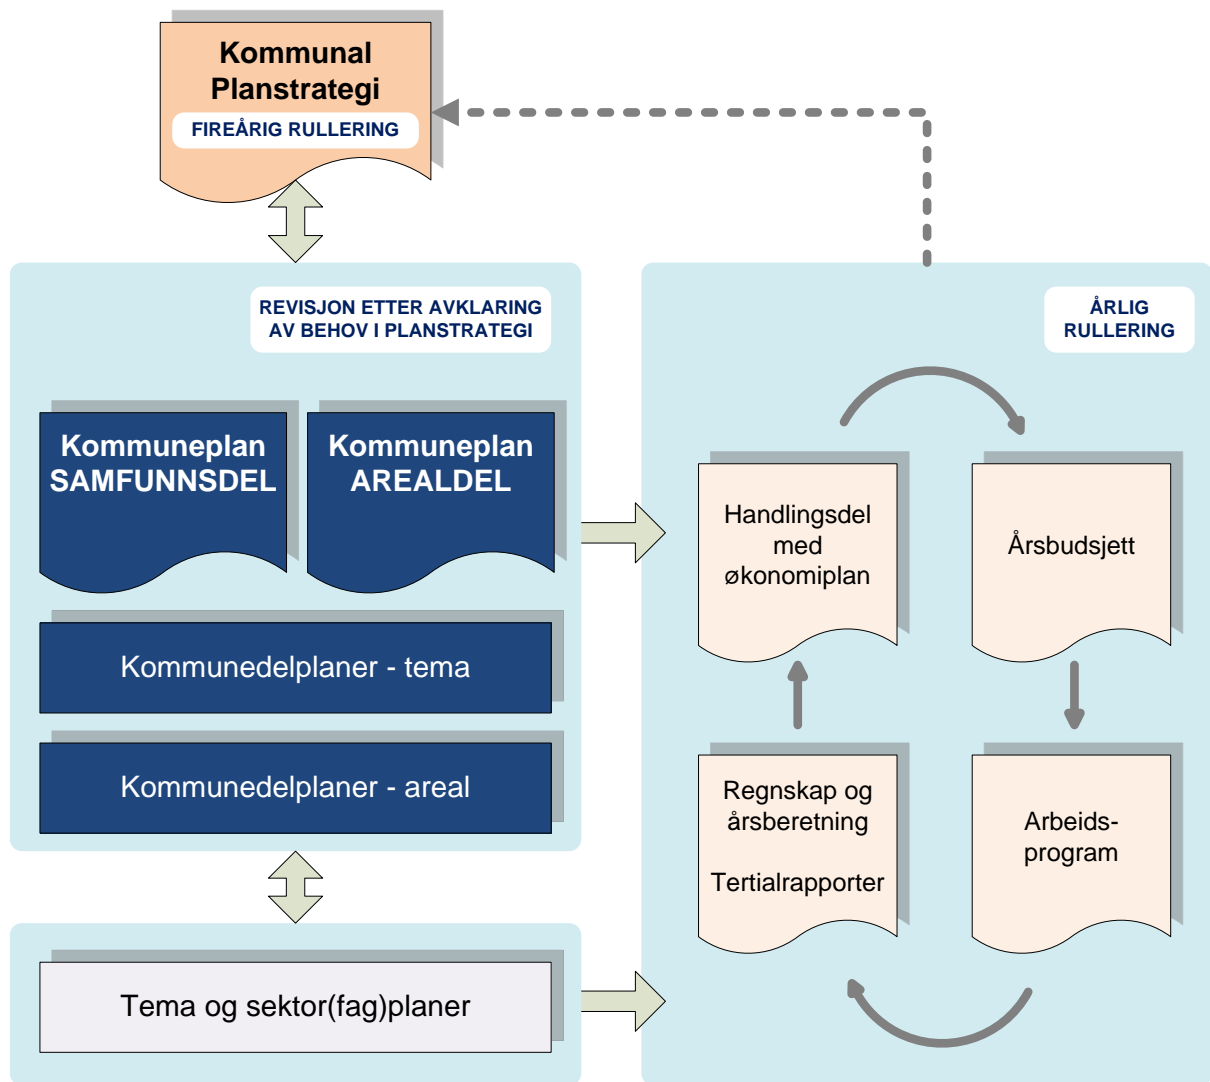 Kommunal
Planstrategi
FIREÅRIG RULLERING
REVISJON ETTER AVKLARING
AV BEHOV I PLANSTRATEGI
Kommuneplan
SAMFUNNSDEL
Kommuneplan
AREALDEL
Kommunedelplaner - tema
Kommunedelplaner - areal
Tema og sektor(fag)planer
ÅRLIG
RULLERING
Handlingsdel
med
økonomiplan
Årsbudsjett
Regnskap og
årsberetning
Tertialrapporter
Arbeids-
program